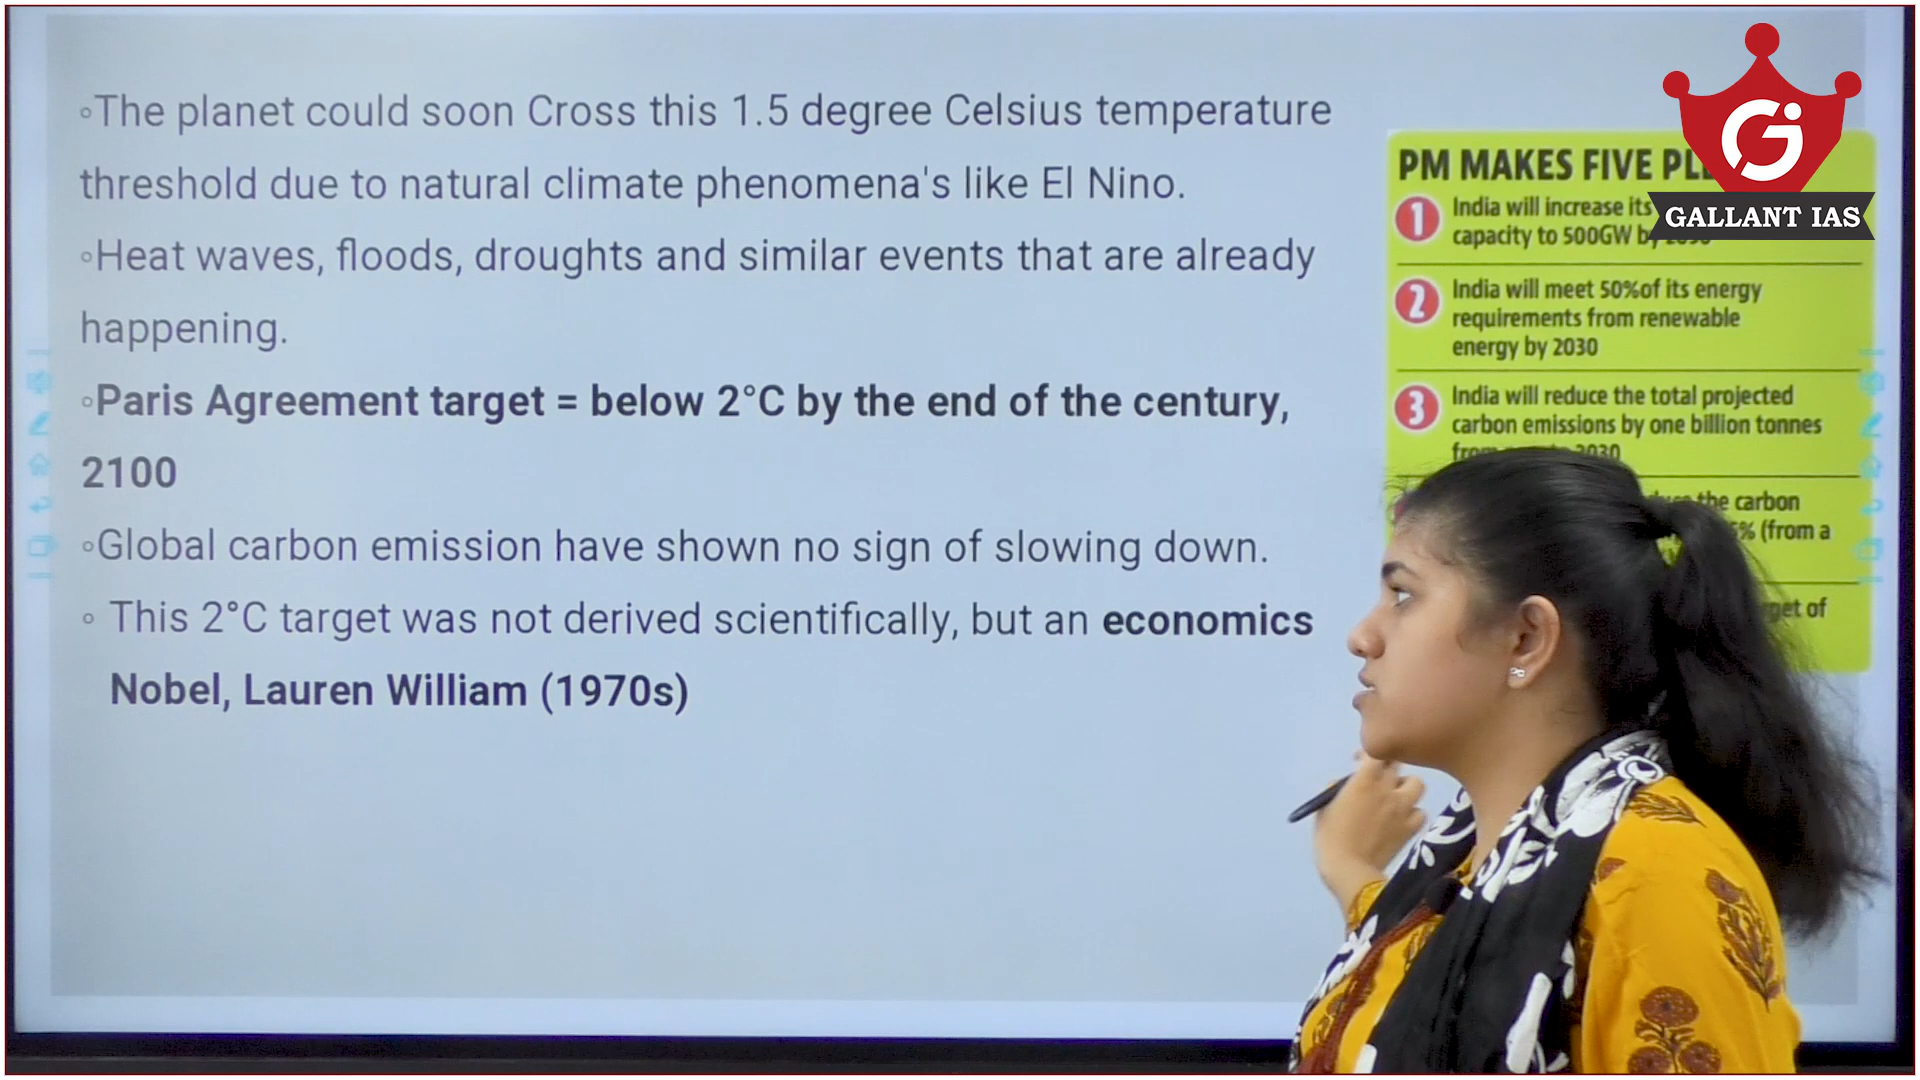 ◦The planet could soon Cross this 1.5 degree Celsius temperature
threshold due to natural climate phenomena's like El Nino.
◦Heat waves, floods, droughts and similar events that are already
happening.
◦Paris Agreement target = below 2°C by the end of the century,
2100
◦Global carbon emission have shown no sign of slowing down.
◦ This 2°C target was not derived scientifically, but an economics
Nobel, Lauren William (1970s)
GALLANT IAS
PM MAKES FIVE
1 India will increase its
capacity to 500GW by
2 India will meet 50%of its energy
requirements from renewable
energy by 2030
3 India will reduce the total projected
carbon emissions by one billion tonnes
2030
the carbon
% (from a
of